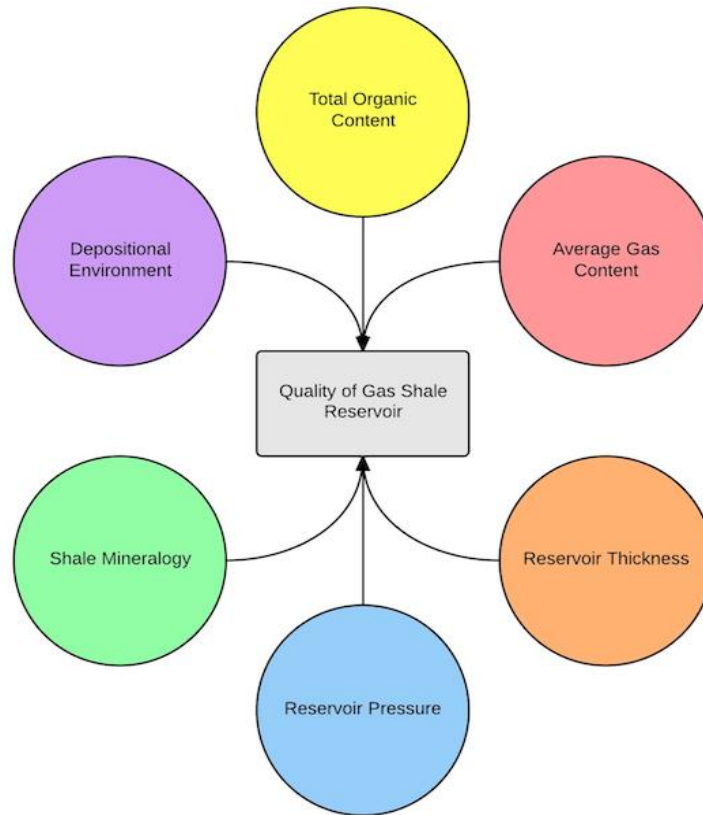 Total Organic
Content
Depositional
Environment
Average Gas
Content
Quality of Gas Shale
Reservoir
Shale Mineralogy
Reservoir Thickness
Reservoir Pressure